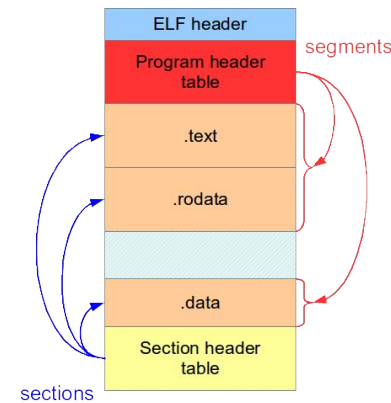 ELF header
segments
Program header
table
.text
.rodata
.data
Section header
table
sections